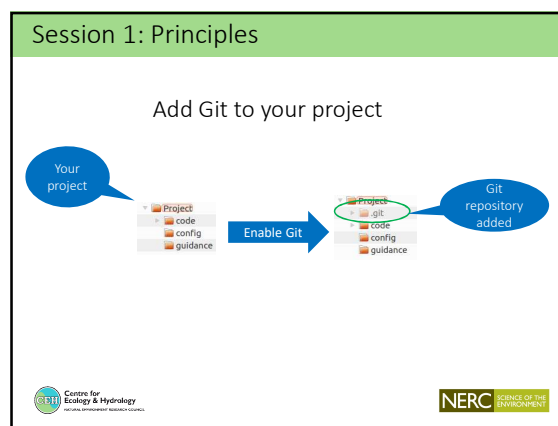 Session 1: Principles
Add Git to your project
Your
project
Project
code
config
guidance
Enable Git
Project
.git
code
config
guidance
Git
repository
added
CEH
Centre for
Ecology & Hydrology
NATURAL ENVIRONMENT RESEARCH COUNCIL
NERC
SCIENCE OF THE
ENVIRONMENT